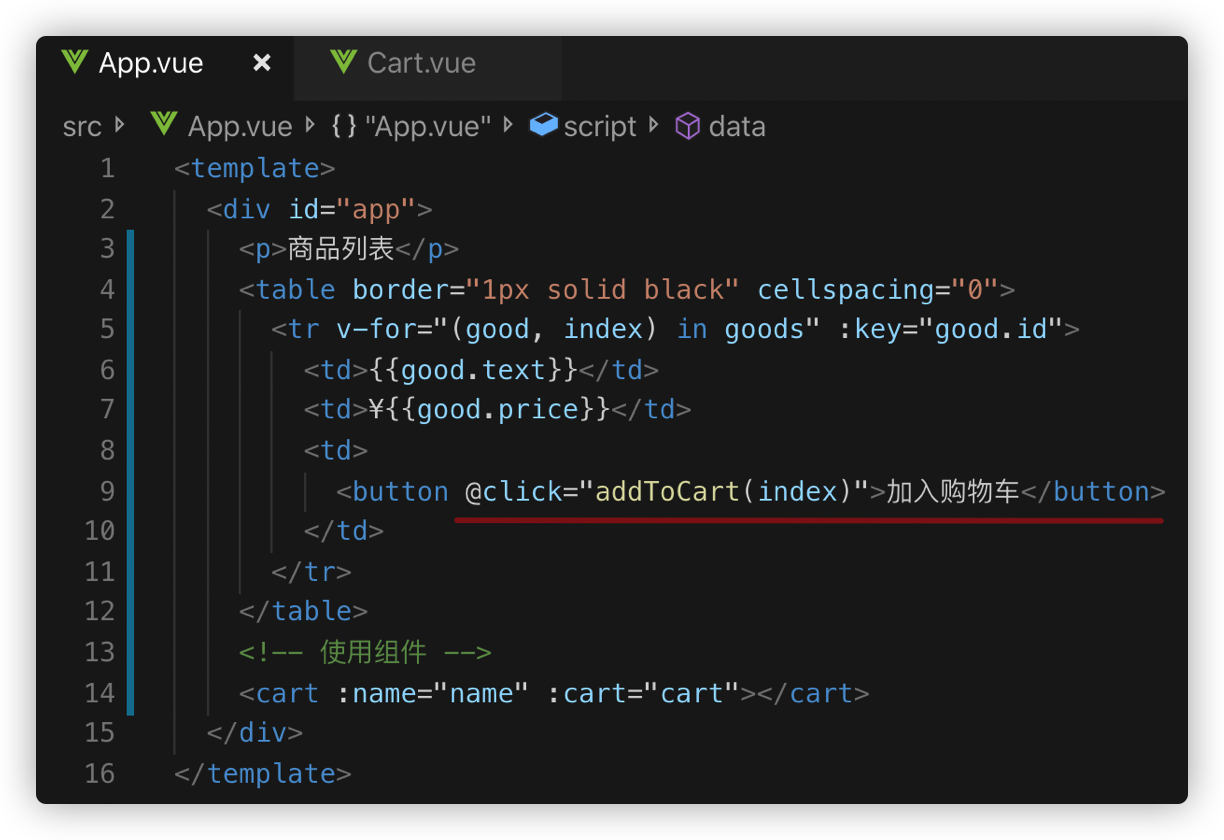 App.vue × Cart.vue
src App.vue {} "App.vue" script data
1 <template>
2 <div id="app">
3 <p>商品列表</p>
4 <table border="1px solid black" cellspacing="0">
5 <tr v-for="(good, index) in goods" :key="good.id">
6 <td>{{good.text}}</td>
7 <td>¥{{good.price}}</td>
8 <td>
9 <button @click="addToCart(index)">加入购物车</button>
10 </td>
11 </tr>
12 </table>
13 <!-- 使用组件 -->
14 <cart :name="name" :cart="cart"></cart>
15 </div>
16 </template>